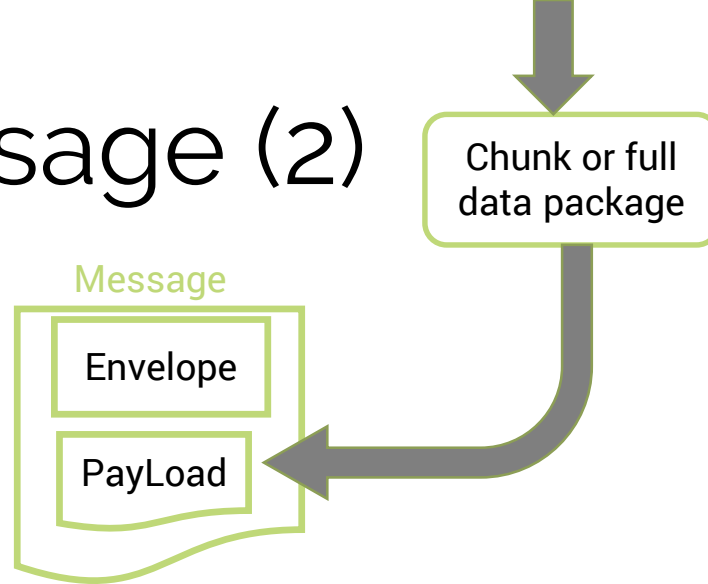 sage (2)
Chunk or full
data package
Message
Envelope
PayLoad